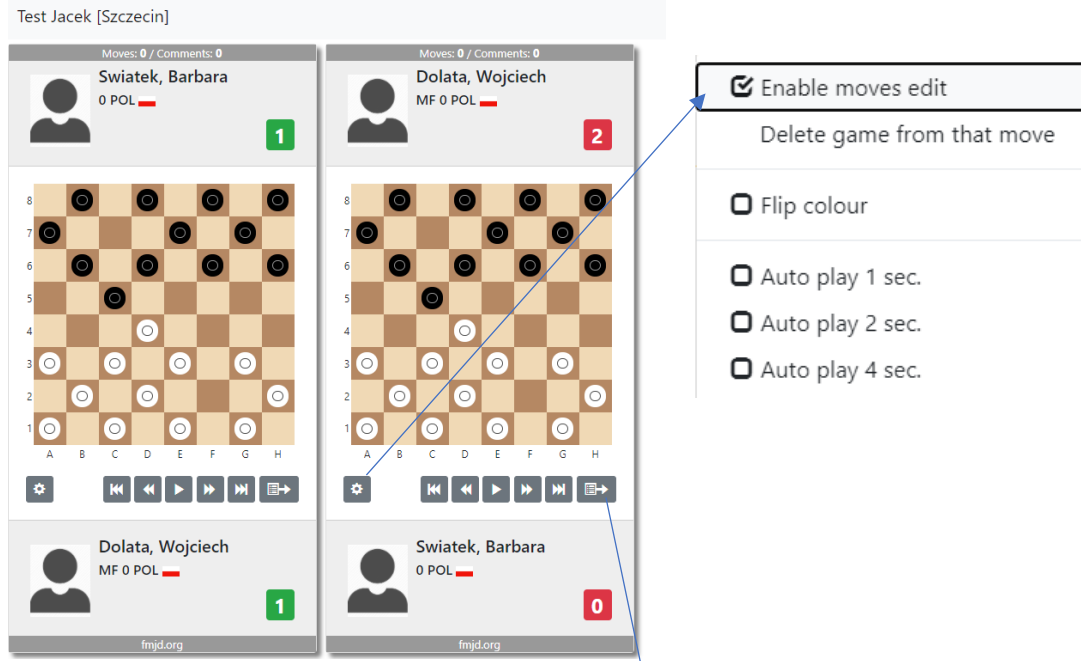 Test Jacek [Szczecin]
Moves: 0 / Comments: 0
Swiatek, Barbara
0 POL
1
8
7
6
5
4
3
2
1
A B C D E F G H
Dolata, Wojciech
MF 0 POL
1
fmjd.org
Moves: 0 / Comments: 0
Dolata, Wojciech
MF 0 POL
2
8
7
6
5
4
3
2
1
A B C D E F G H
Swiatek, Barbara
0 POL
0
fmjd.org
Enable moves edit
Delete game from that move
Flip colour
Auto play 1 sec.
Auto play 2 sec.
Auto play 4 sec.